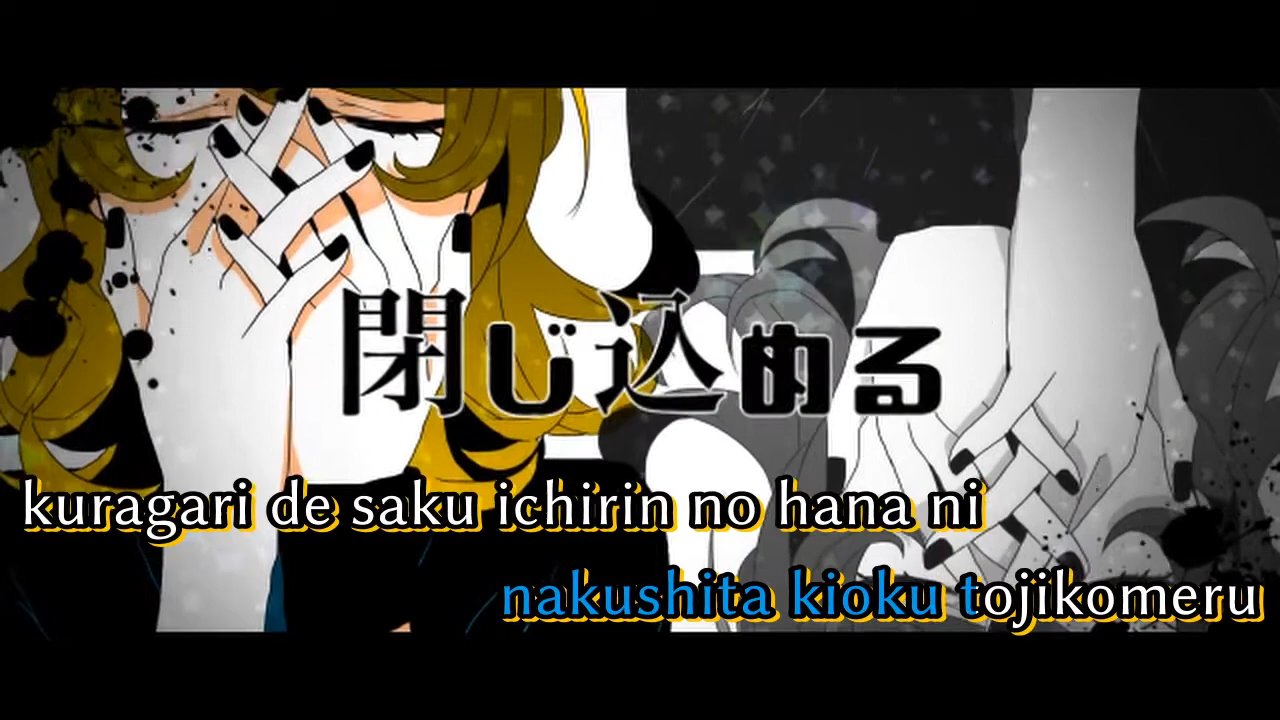 閉じ込める
kuragari de saku ichirin no hana ni
nakushita kioku tojikomeru